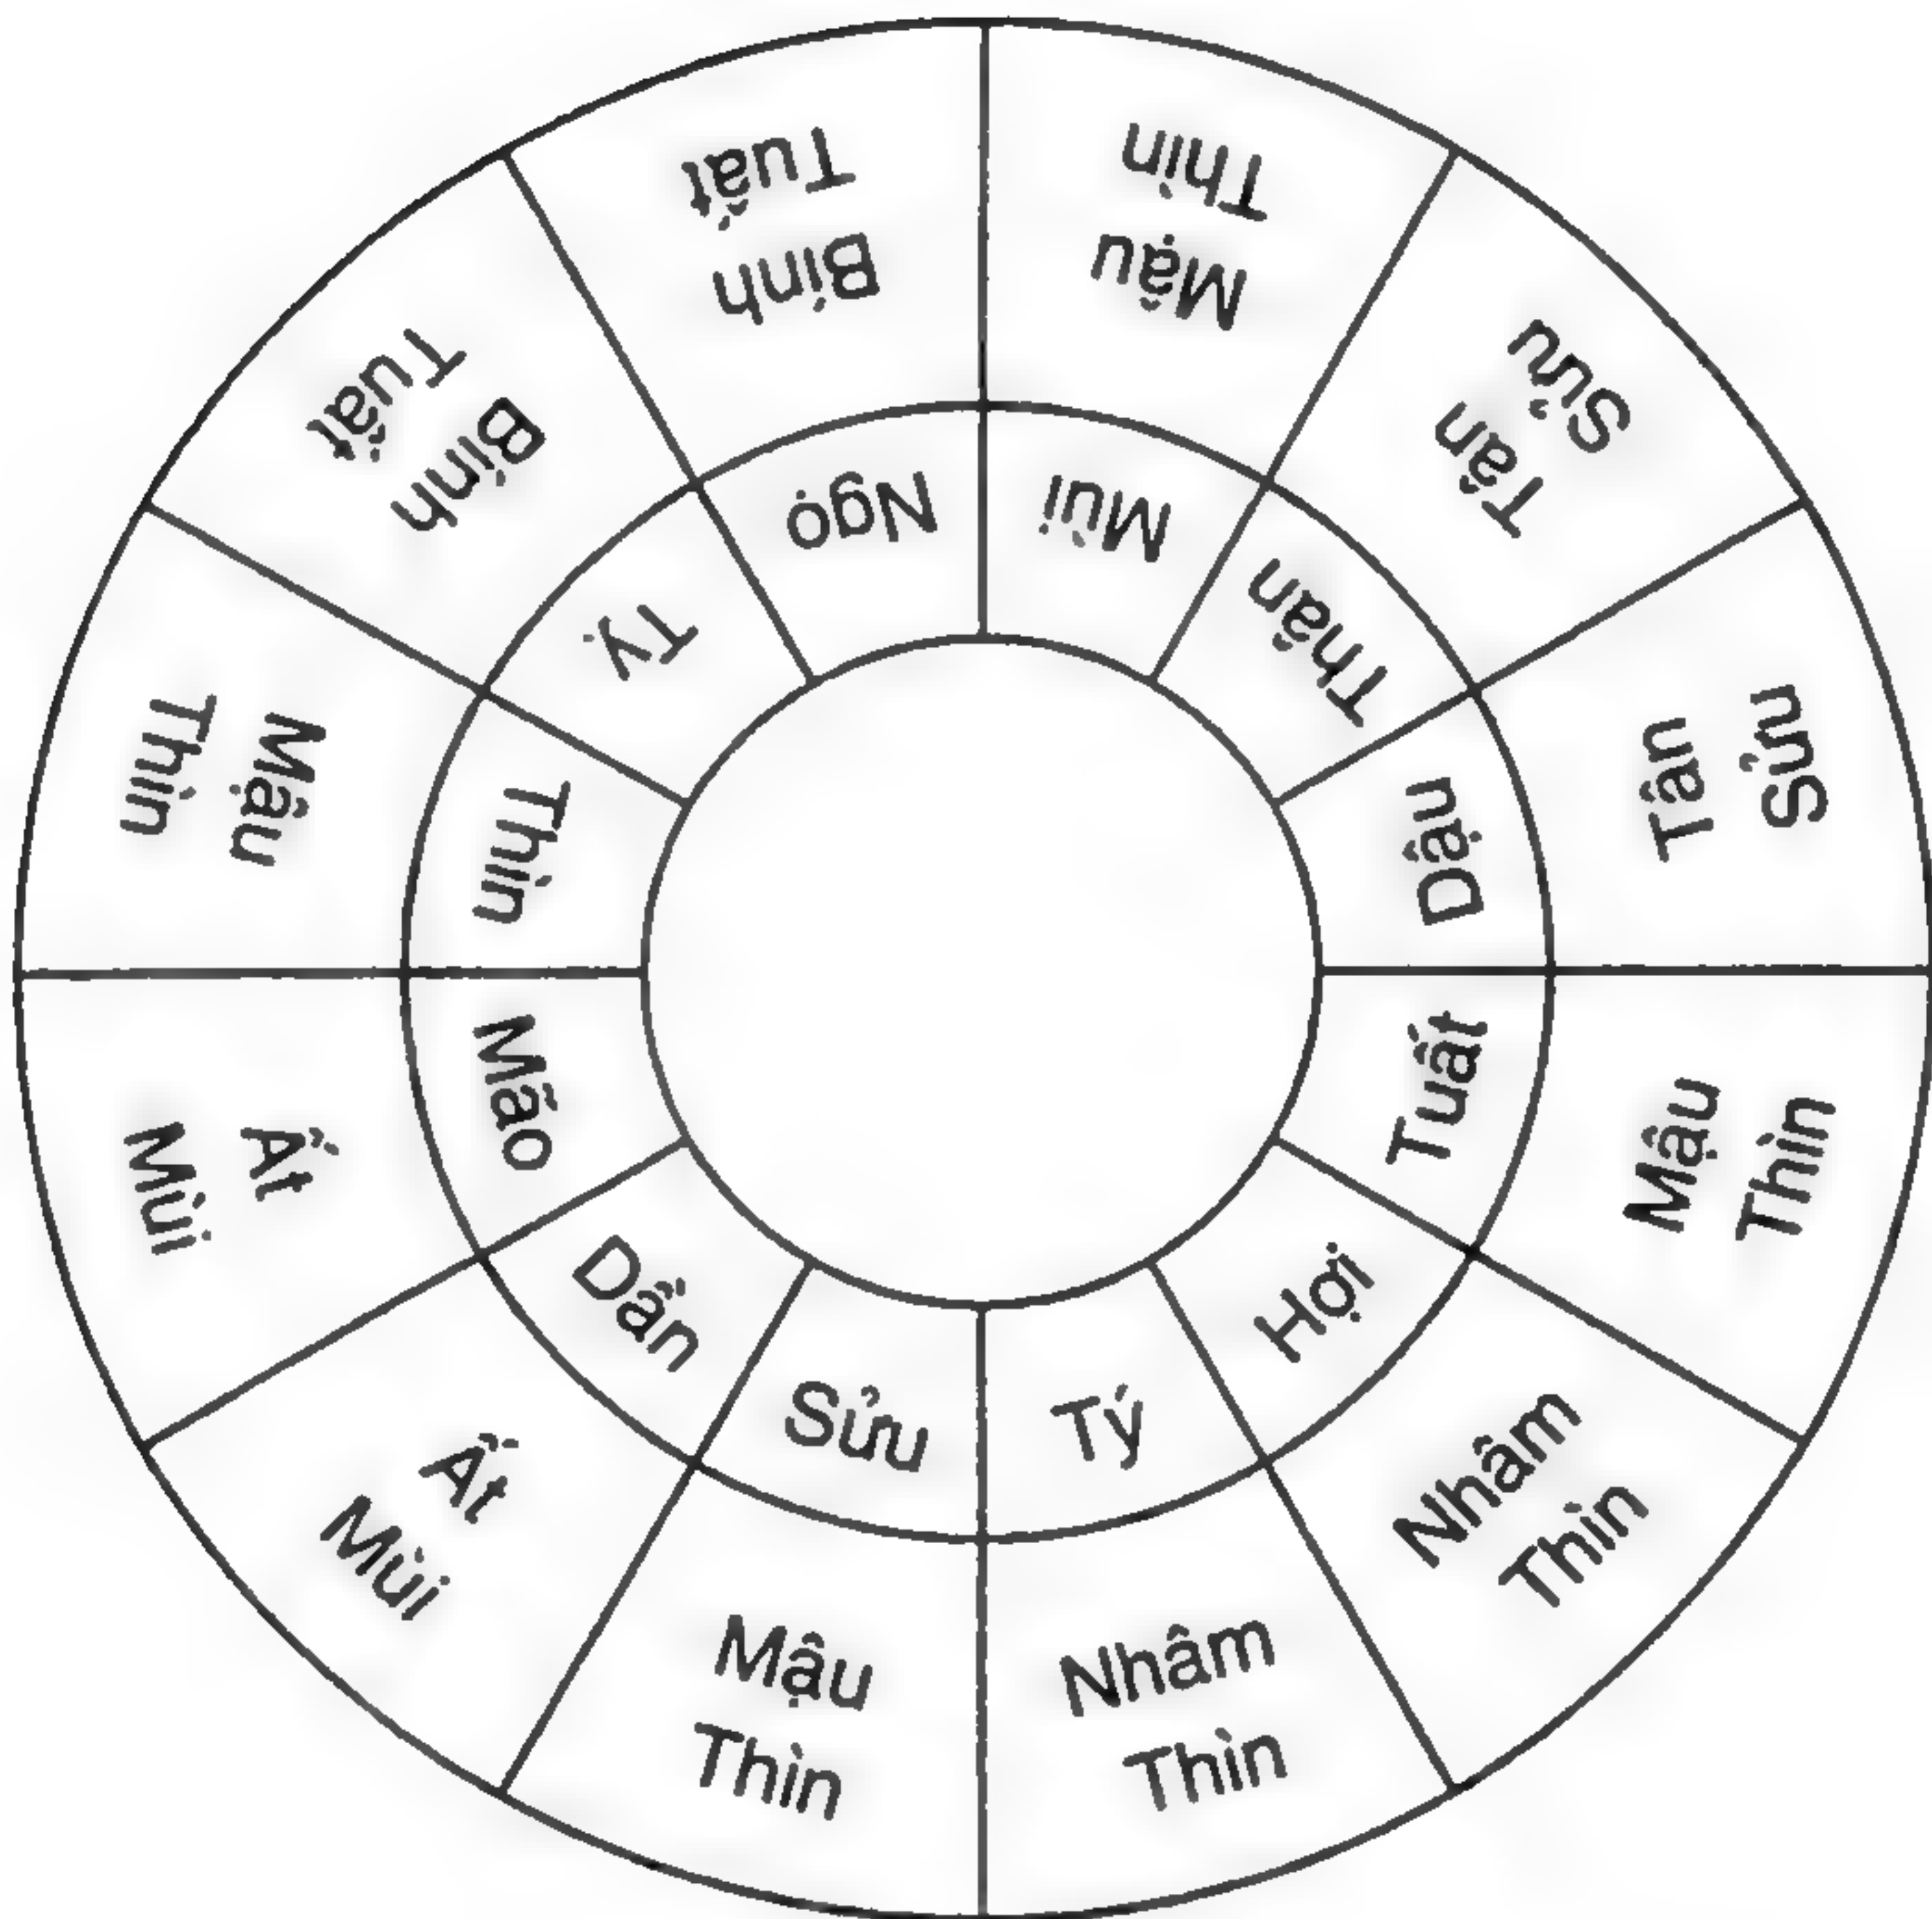 Tý
Nhâm
Thìn
Sửu
Mậu
Thìn
Dần
Ất
Mùi
Mão
Ất
Mùi
Thìn
Mậu
Thìn
Tỵ
Bính
Tuất
Ngọ
Bính
Tuất
Mùi
Mậu
Thìn
Thân
Tân
Sửu
Dậu
Tân
Sửu
Tuất
Mậu
Thìn
Hợi
Nhâm
Thìn